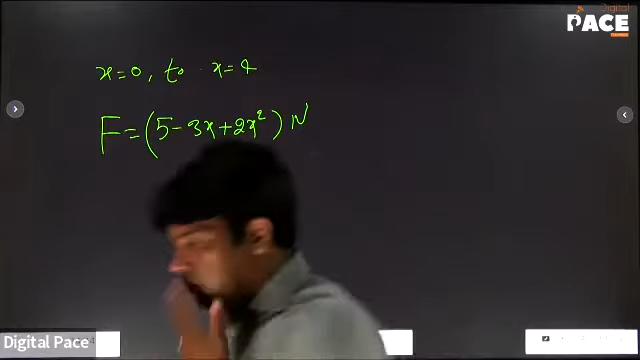 Digital
PACE
x=0, to x=4
F=(5-3x+2x²) N
Digital Pace